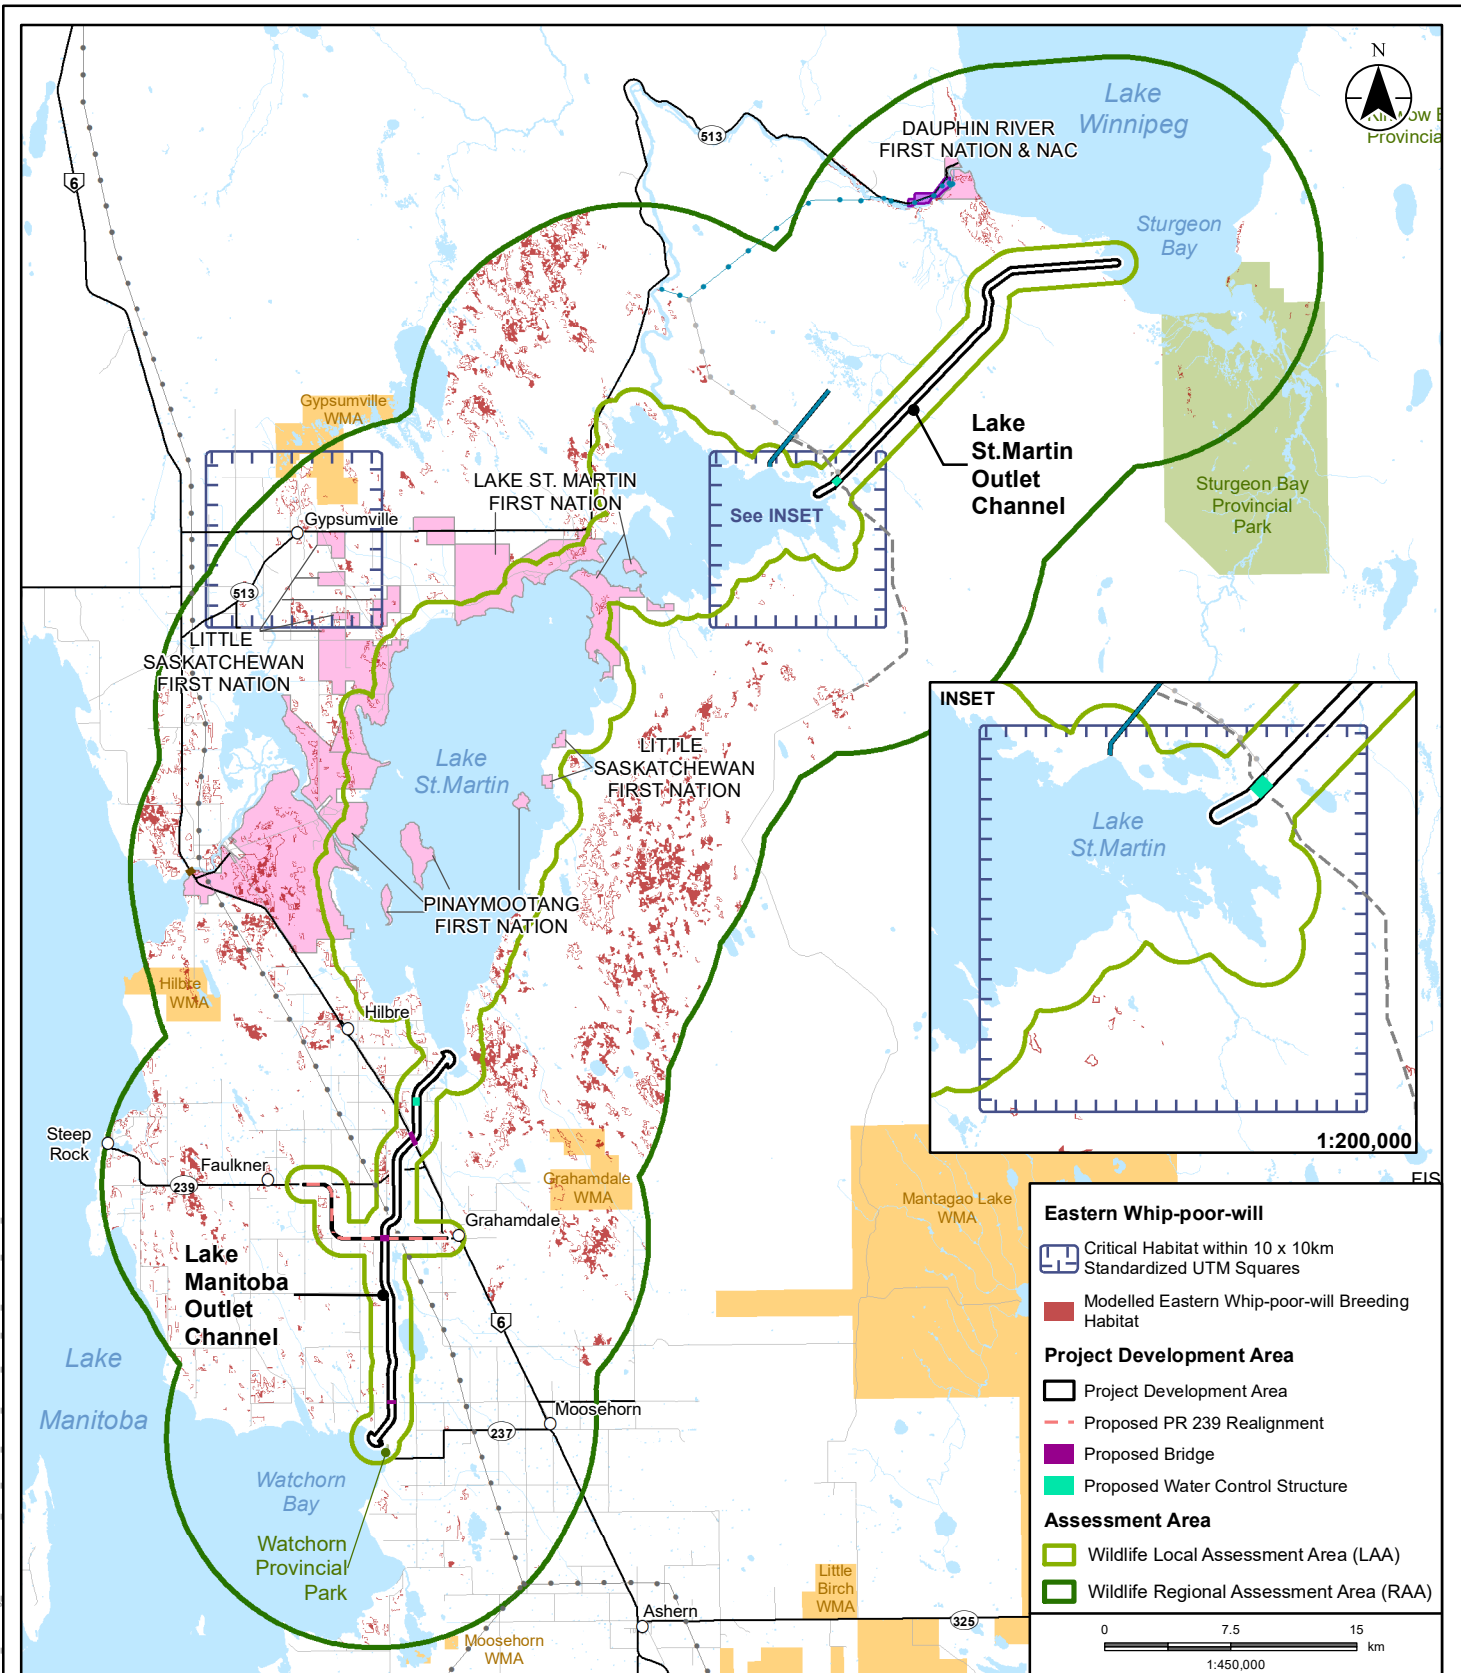 N
Lake
Winnipeg
Provincia
513
DAUPHIN RIVER
FIRST NATION & NAC
6
Sturgeon
Bay
Gypsumville
WMA
Lake
St.Martin
Outlet
Channel
LAKE ST. MARTIN
FIRST NATION
Sturgeon Bay
Provincial
Park
See INSET
Gypsumville
513
LITTLE
SASKATCHEWAN
FIRST NATION
INSET
LITTLE
SASKATCHEWAN
FIRST NATION
Lake
St.Martin
Lake
St.Martin
PINAYMOOTANG
FIRST NATION
Hilbre
WMA
Hilbre
1:200,000
Steep
Rock
Faulkner
239
Grahamdale
WMA
Mantagao Lake
WMA
FIS
Grahamdale
Lake
Manitoba
Outlet
Channel
6
Lake
Manitoba
Moosehorn
237
Watchorn
Bay
Watchorn
Provincial
Park
Little
Birch
WMA
Ashern
325
Moosehorn
WMA
Eastern Whip-poor-will
Critical Habitat within 10 x 10km
Standardized UTM Squares
Modelled Eastern Whip-poor-will Breeding
Habitat
Project Development Area
Project Development Area
Proposed PR 239 Realignment
Proposed Bridge
Proposed Water Control Structure
Assessment Area
Wildlife Local Assessment Area (LAA)
Wildlife Regional Assessment Area (RAA)
0 7.5 15
km
1:450,000